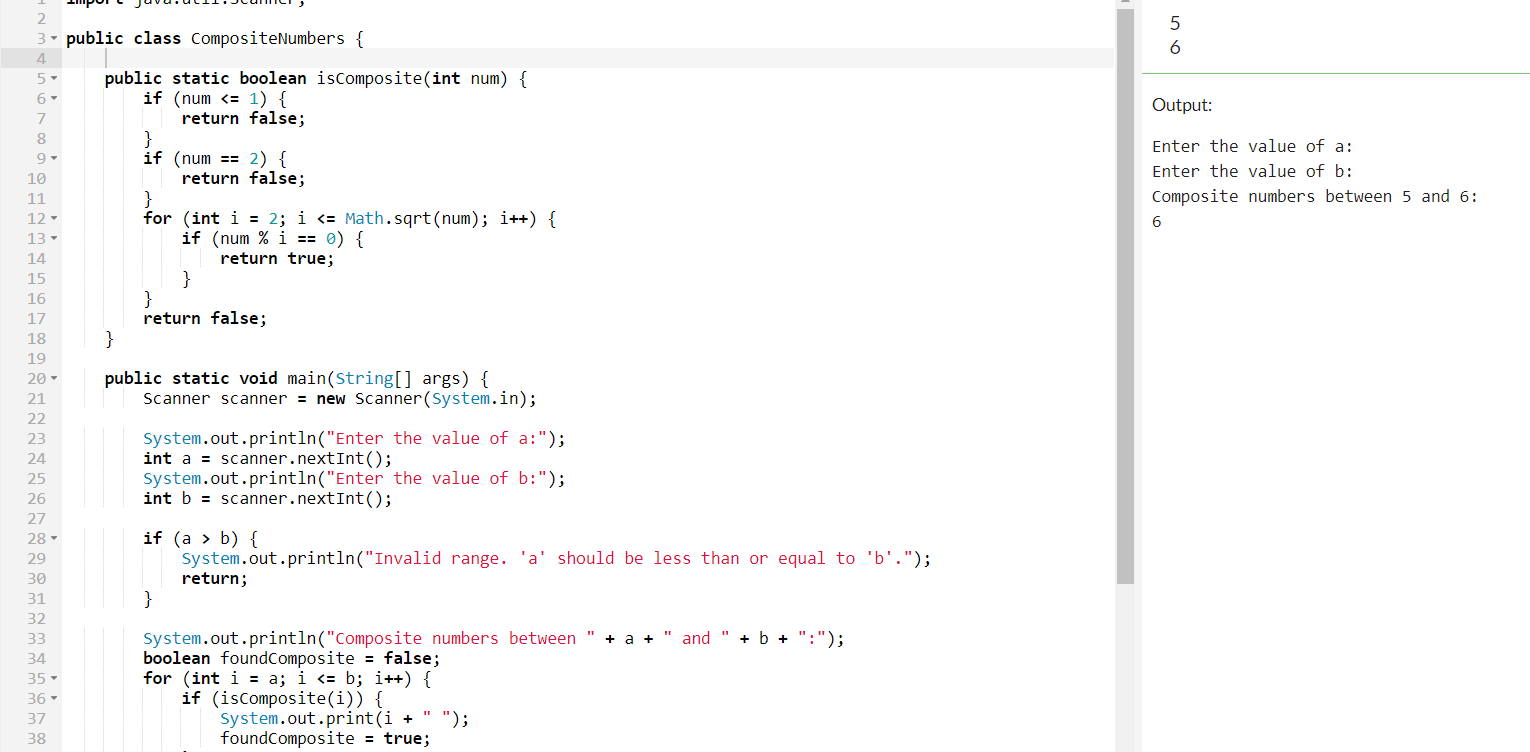 1 import java.util.Scanner;
2
3 public class CompositeNumbers {
4
5 public static boolean isComposite(int num) {
6 if (num <= 1) {
7 return false;
8 }
9 if (num == 2) {
10 return false;
11 }
12 for (int i = 2; i <= Math.sqrt(num); i++) {
13 if (num % i == 0) {
14 return true;
15 }
16 }
17 return false;
18 }
19
20 public static void main(String[] args) {
21 Scanner scanner = new Scanner(System.in);
22
23 System.out.println("Enter the value of a:");
24 int a = scanner.nextInt();
25 System.out.println("Enter the value of b:");
26 int b = scanner.nextInt();
27
28 if (a > b) {
29 System.out.println("Invalid range. 'a' should be less than or equal to 'b'.");
30 return;
31 }
32
33 System.out.println("Composite numbers between " + a + " and " + b + ":");
34 boolean foundComposite = false;
35 for (int i = a; i <= b; i++) {
36 if (isComposite(i)) {
37 System.out.print(i + " ");
38 foundComposite = true;
5
6
Output:
Enter the value of a:
Enter the value of b:
Composite numbers between 5 and 6:
6